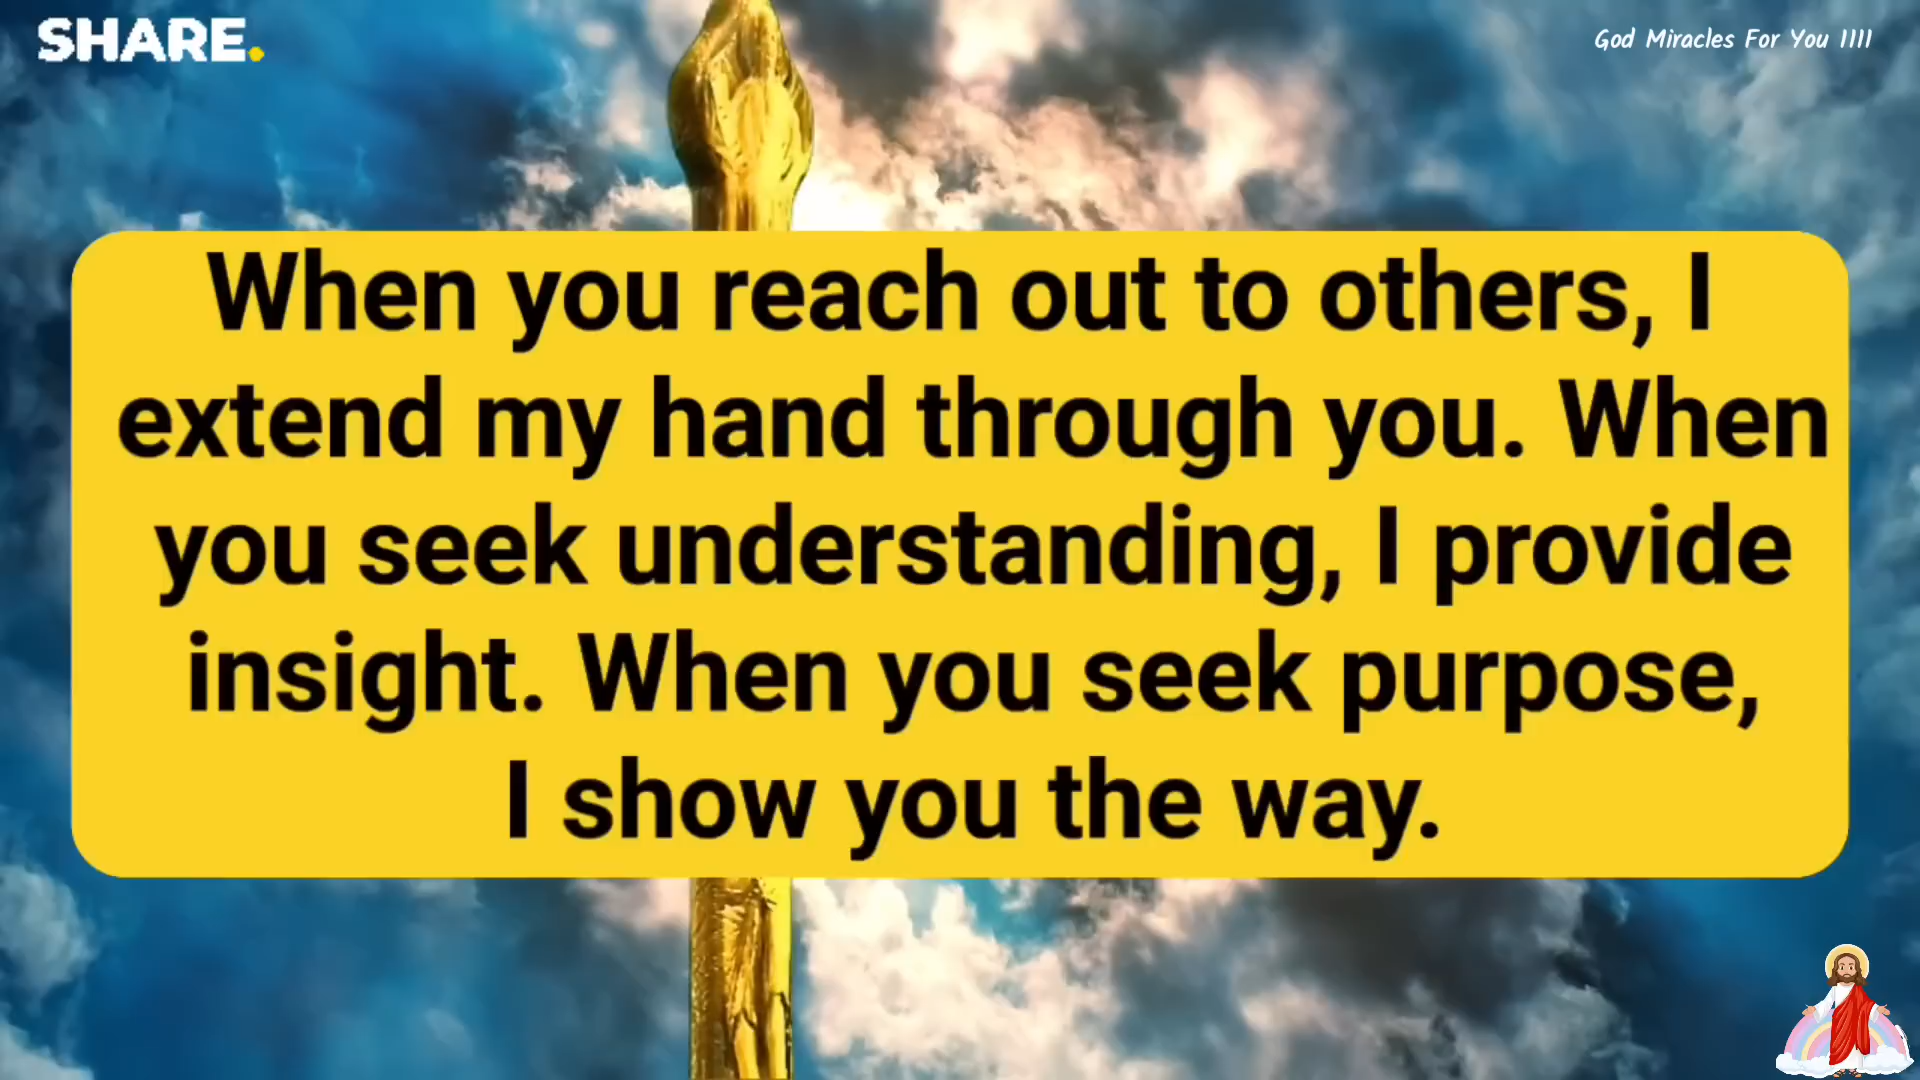 SHARE.
God Miracles For You 1111
When you reach out to others, I
extend my hand through you. When
you seek understanding, I provide
insight. When you seek purpose,
I show you the way.